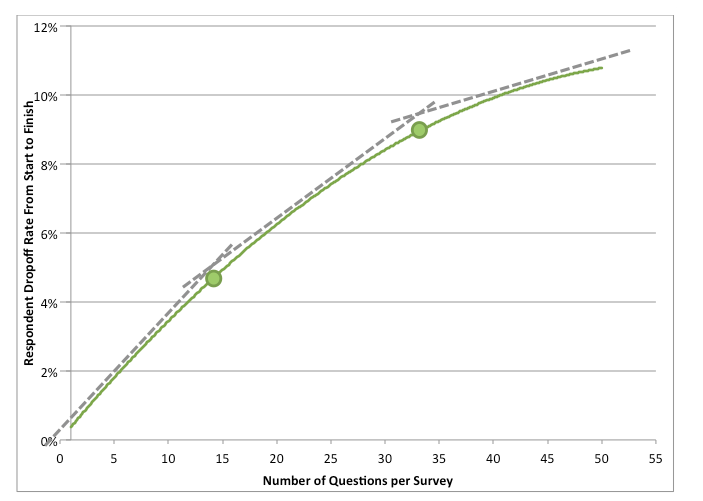 12%
10%
8%
6%
4%
2%
0%
Respondent Dropoff Rate From Start to Finish
0 5 10 15 20 25 30 35 40 45 50 55
Number of Questions per Survey